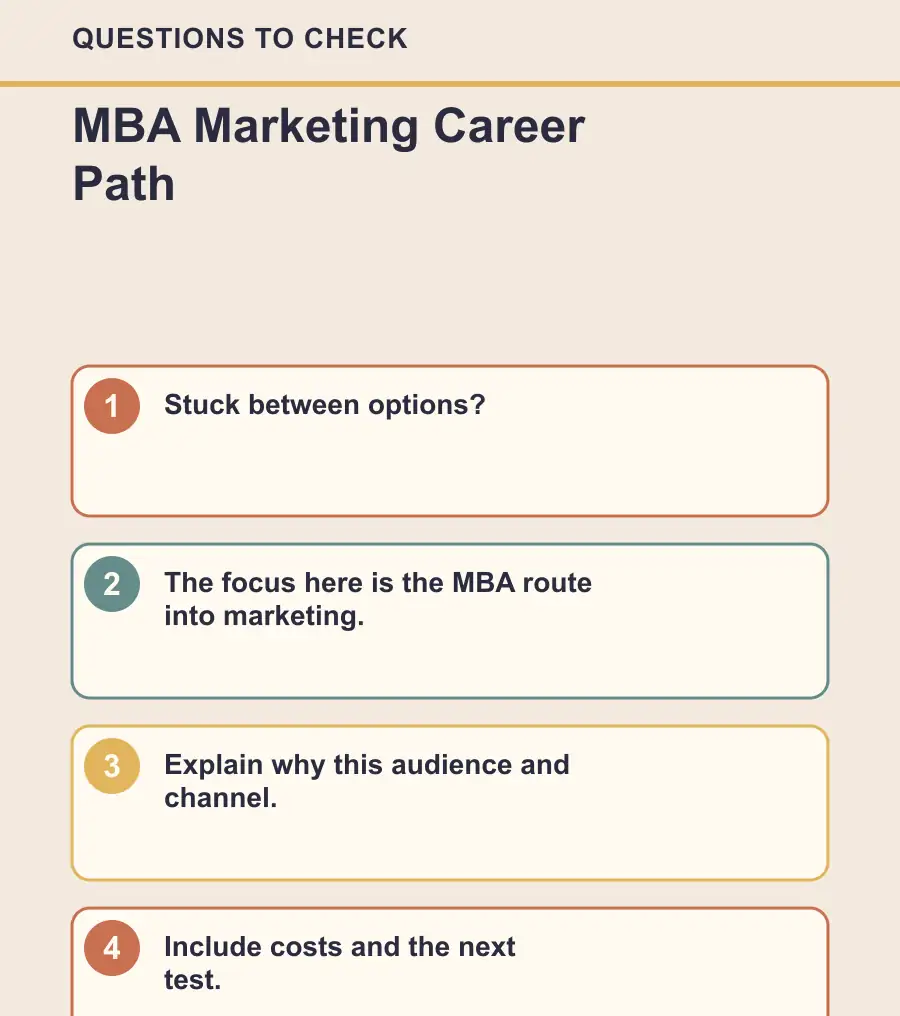 QUESTIONS TO CHECK
MBA Marketing Career
Path
1
Stuck between options?
2
The focus here is the MBA route
into marketing.
3
Explain why this audience and
channel.
4
Include costs and the next
test.